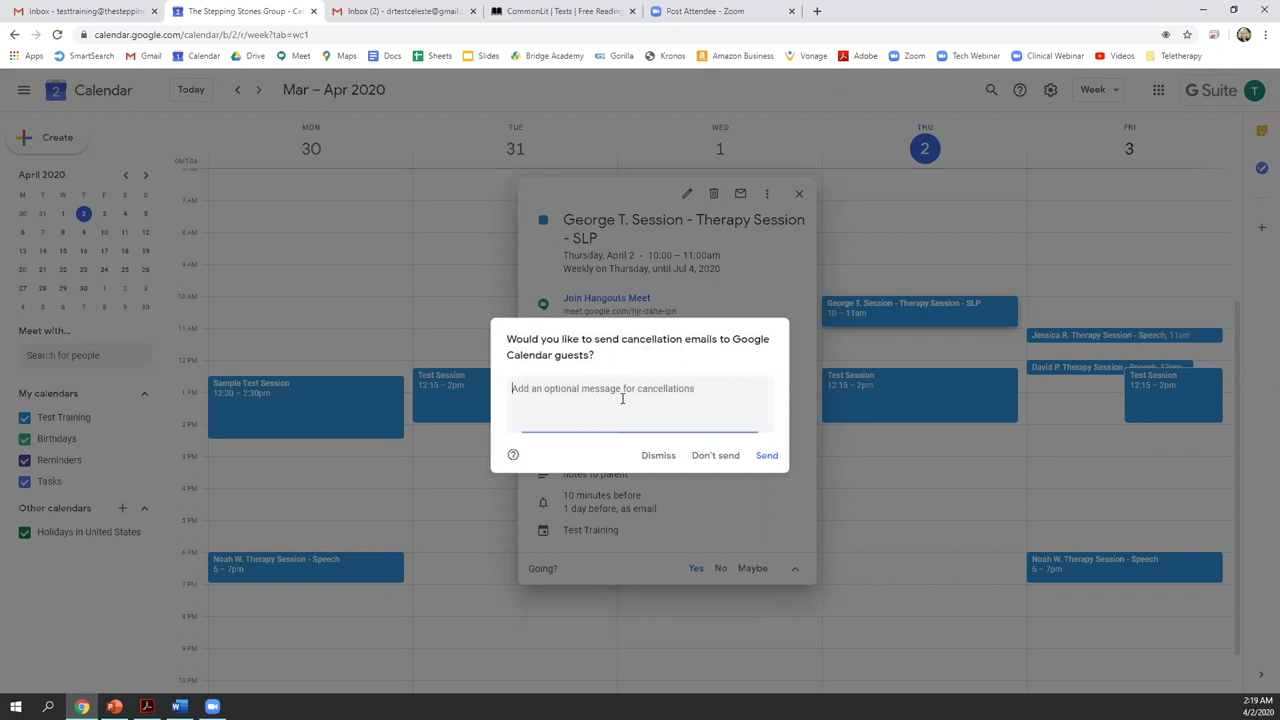 Inbox - testtraining@thestepping
The Stepping Stones Group - Cal
Inbox (2) - drtestceleste@gmail.c
CommonLit | Texts | Free Reading
Post Attendee - Zoom
calendar.google.com/calendar/b/2/r/week?tab=wc1
Apps
SmartSearch
Gmail
Calendar
Drive
Meet
Maps
Docs
Sheets
Slides
Bridge Academy
Gorilla
Kronos
Amazon Business
Vonage
Adobe
Zoom
Tech Webinar
Clinical Webinar
Videos
Teletherapy
Calendar
Today
Mar – Apr 2020
Week
G Suite
T
Create
April 2020
M T W T F S S
30 31 1 2 3 4 5
6 7 8 9 10 11 12
13 14 15 16 17 18 19
20 21 22 23 24 25 26
27 28 29 30 1 2 3
4 5 6 7 8 9 10
Meet with...
Search for people
My calendars
Test Training
Birthdays
Reminders
Tasks
Other calendars
Holidays in United States
GMT-04
MON
30
TUE
31
WED
1
THU
2
FRI
3
7 AM
8 AM
9 AM
10 AM
11 AM
12 PM
1 PM
2 PM
3 PM
4 PM
5 PM
6 PM
7 PM
8 PM
9 PM
10 PM
Sample Test Session
12:30 – 2:30pm
Noah W. Therapy Session - Speech
6 – 7pm
Test Session
12:15 – 2pm
George T. Session - Therapy Session - SLP
10 – 11am
Test Session
12:15 – 2pm
Jessica R. Therapy Session - Speech, 11am
David P. Therapy Session - Speech, 12pm
Test Session
12:15 – 2pm
Noah W. Therapy Session - Speech
6 – 7pm
George T. Session - Therapy Session
- SLP
Thursday, April 2 · 10:00 – 11:00am
Weekly on Thursday, until Jul 4, 2020
Join Hangouts Meet
meet.google.com/hjr-dahe-ipn
Would you like to send cancellation emails to Google
Calendar guests?
Add an optional message for cancellations
Dismiss
Don't send
Send
notes to parent
10 minutes before
1 day before, as email
Test Training
Going?
Yes
No
Maybe
2:19 AM
4/2/2020